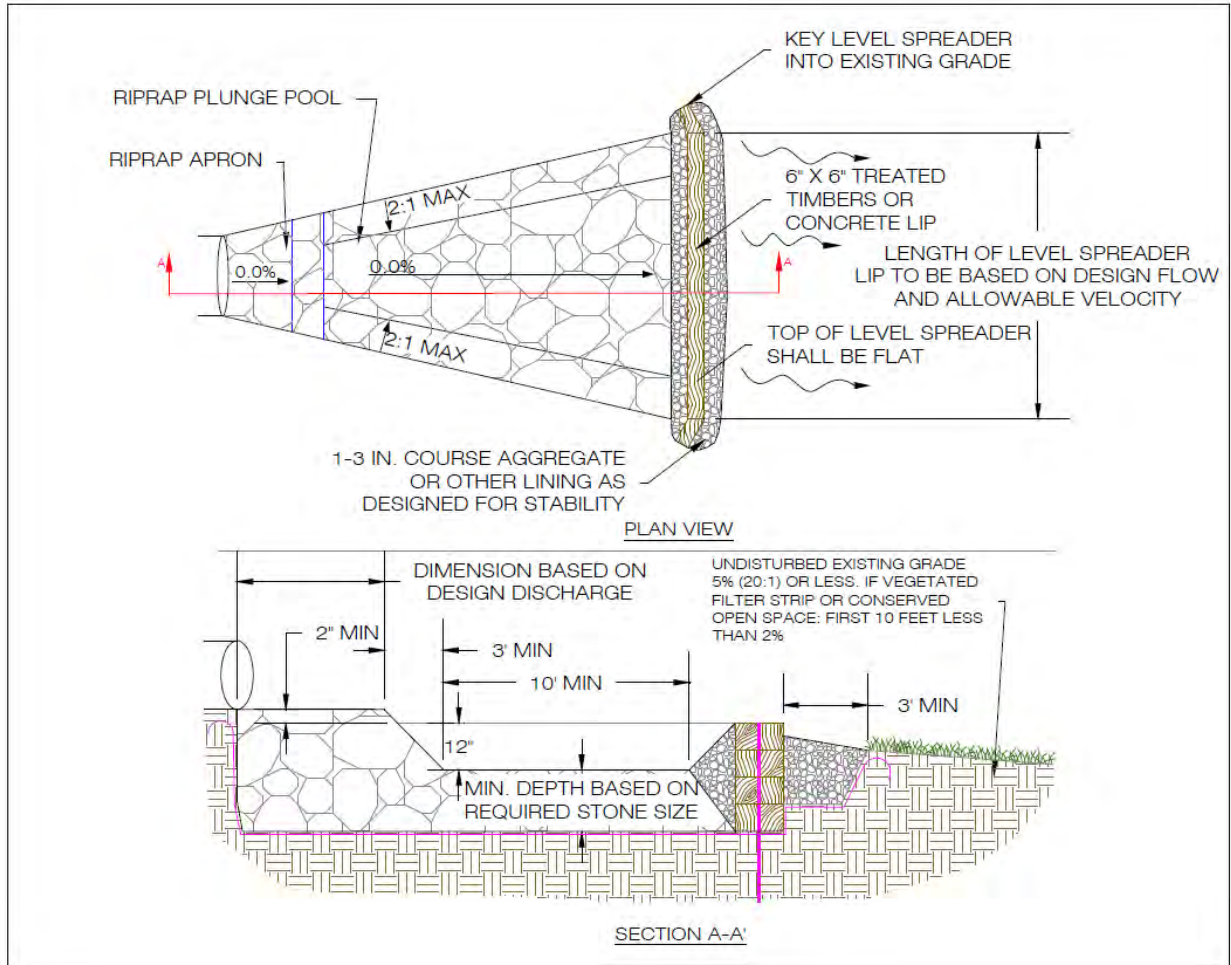 KEY LEVEL SPREADER
INTO EXISTING GRADE
RIPRAP PLUNGE POOL
RIPRAP APRON
2:1 MAX
6" X 6" TREATED
TIMBERS OR
CONCRETE LIP
A
0.0%
0.0%
A
LENGTH OF LEVEL SPREADER
LIP TO BE BASED ON DESIGN FLOW
AND ALLOWABLE VELOCITY
2:1 MAX
TOP OF LEVEL SPREADER
SHALL BE FLAT
1-3 IN. COURSE AGGREGATE
OR OTHER LINING AS
DESIGNED FOR STABILITY
PLAN VIEW
DIMENSION BASED ON
DESIGN DISCHARGE
UNDISTURBED EXISTING GRADE
5% (20:1) OR LESS. IF VEGETATED
FILTER STRIP OR CONSERVED
OPEN SPACE: FIRST 10 FEET LESS
THAN 2%
2" MIN
3' MIN
10' MIN
3' MIN
12"
MIN. DEPTH BASED ON
REQUIRED STONE SIZE
SECTION A-A'